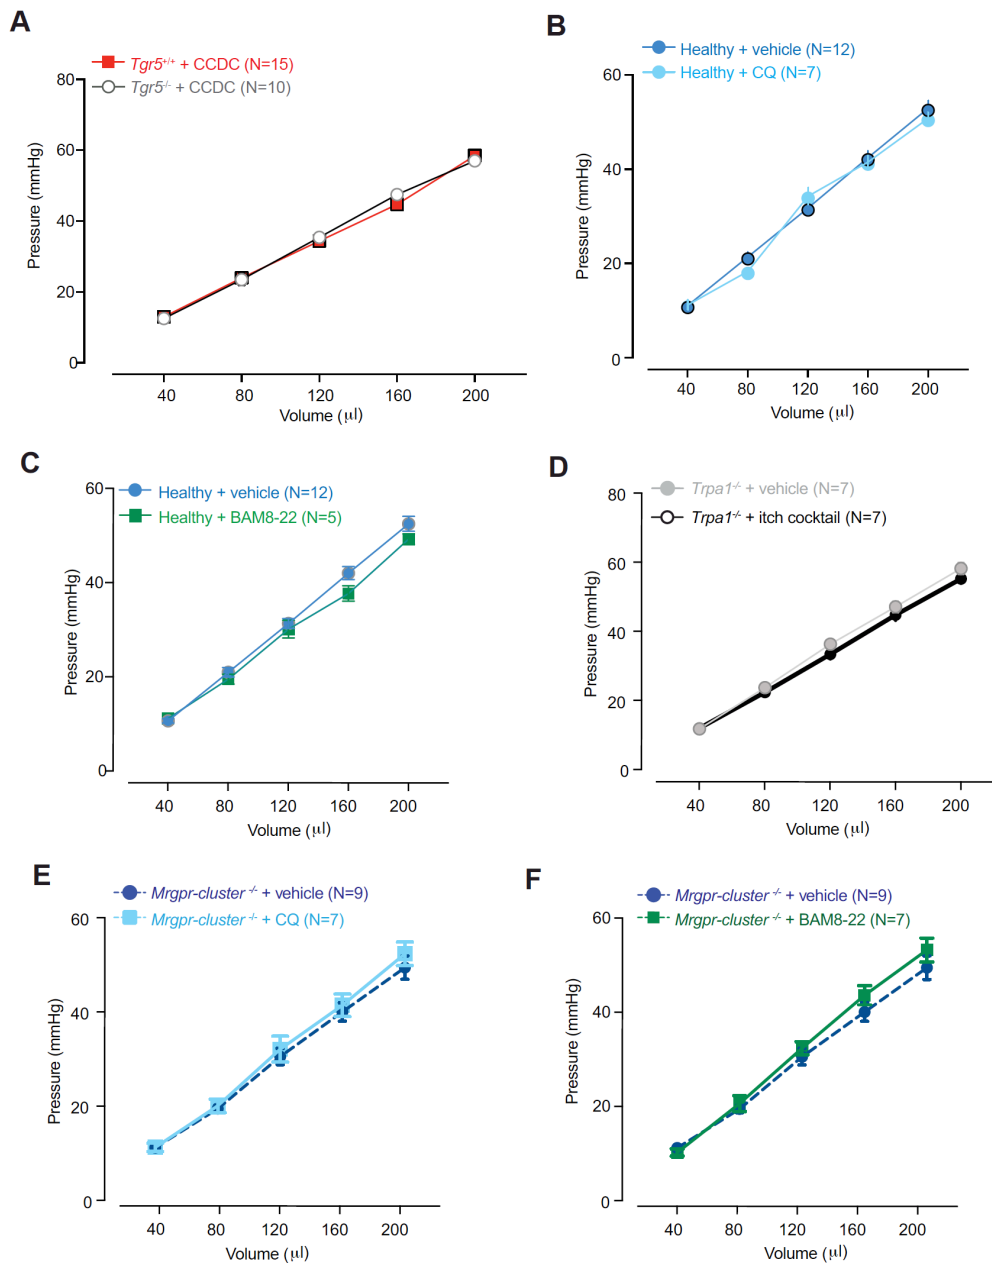 A
Tgr5+/+ + CCDC (N=15)
Tgr5-/- + CCDC (N=10)
80
60
40
20
0
Pressure (mmHg)
40 80 120 160 200
Volume (µl)
B
Healthy + vehicle (N=12)
Healthy + CQ (N=7)
60
40
20
0
Pressure (mmHg)
40 80 120 160 200
Volume (µl)
C
Healthy + vehicle (N=12)
Healthy + BAM8-22 (N=5)
60
40
20
0
Pressure (mmHg)
40 80 120 160 200
Volume (µl)
D
Trpa1-/- + vehicle (N=7)
Trpa1-/- + itch cocktail (N=7)
80
60
40
20
0
Pressure (mmHg)
40 80 120 160 200
Volume (µl)
E
Mrgpr-cluster -/- + vehicle (N=9)
Mrgpr-cluster -/- + CQ (N=7)
60
40
20
0
Pressure (mmHg)
40 80 120 160 200
Volume (µl)
F
Mrgpr-cluster -/- + vehicle (N=9)
Mrgpr-cluster -/- + BAM8-22 (N=7)
60
40
20
0
Pressure (mmHg)
40 80 120 160 200
Volume (µl)